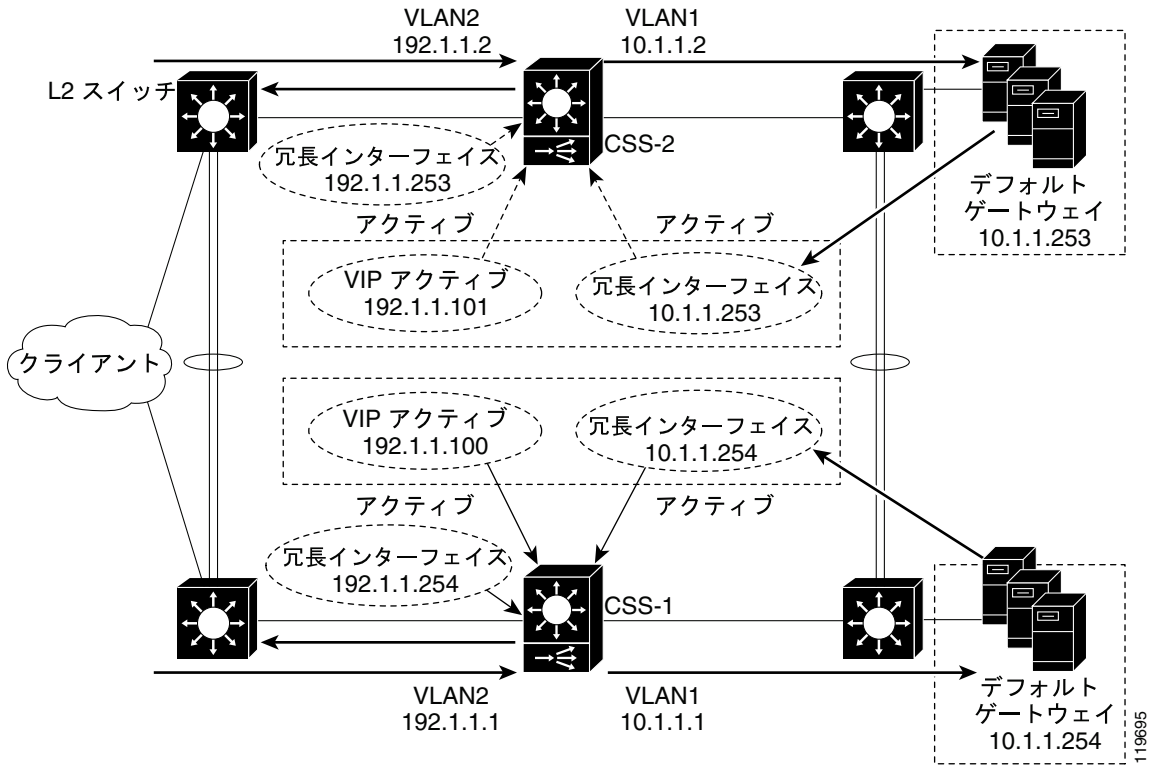 VLAN2
192.1.1.2
VLAN1
10.1.1.2
L2 スイッチ
CSS-2
冗長インターフェイス
192.1.1.253
デフォルト
ゲートウェイ
10.1.1.253
アクティブ
アクティブ
VIP アクティブ
192.1.1.101
冗長インターフェイス
10.1.1.253
クライアント
VIP アクティブ
192.1.1.100
冗長インターフェイス
10.1.1.254
アクティブ
アクティブ
冗長インターフェイス
192.1.1.254
CSS-1
VLAN2
192.1.1.1
VLAN1
10.1.1.1
デフォルト
ゲートウェイ
10.1.1.254
119695